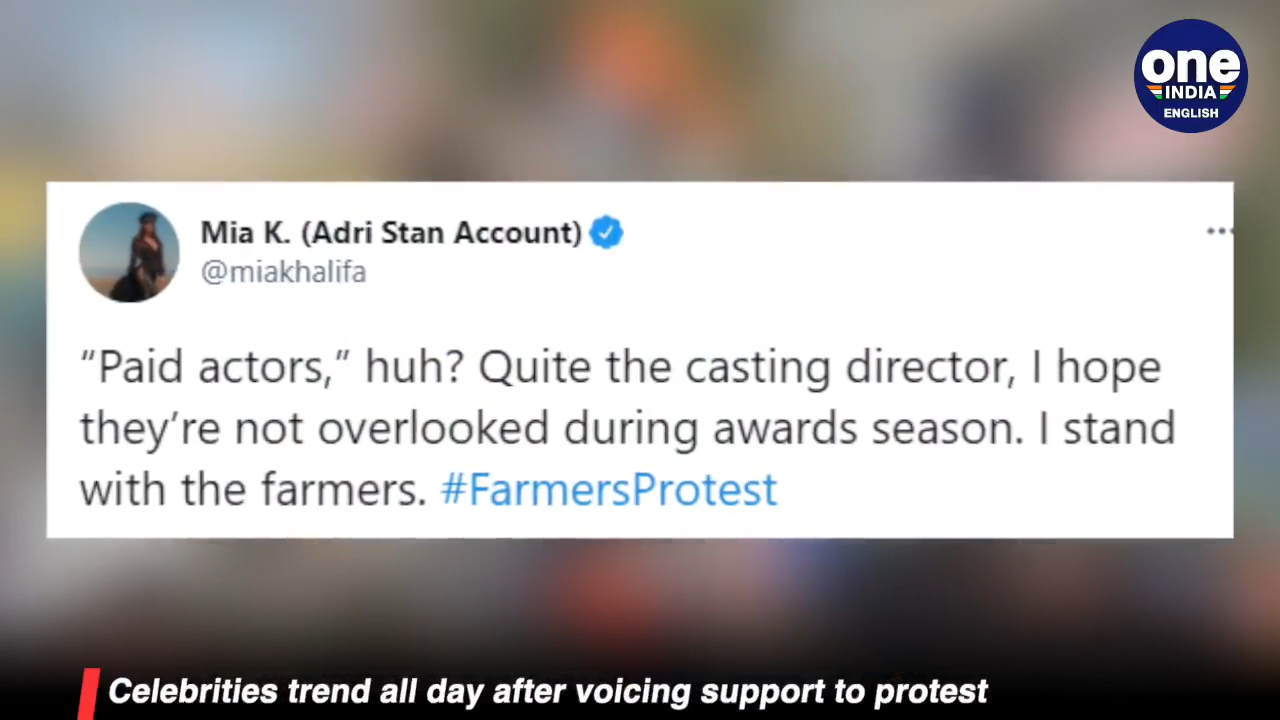 one
INDIA
ENGLISH
Mia K. (Adri Stan Account)
@miakhalifa
“Paid actors,” huh? Quite the casting director, I hope
they’re not overlooked during awards season. I stand
with the farmers. #FarmersProtest
Celebrities trend all day after voicing support to protest